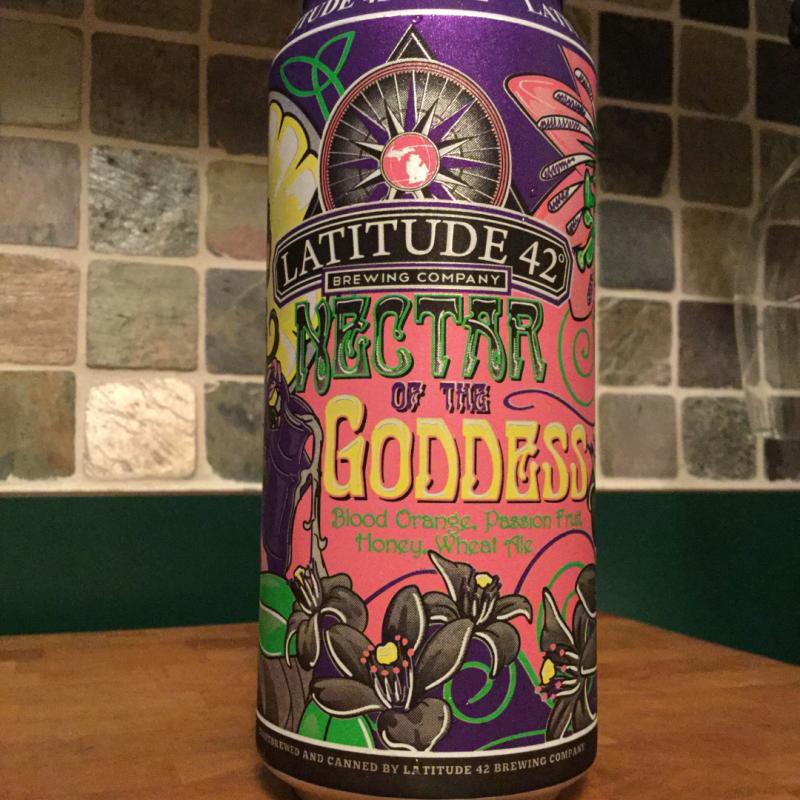 LATITUDE 42°
BREWING COMPANY
NECTAR
OF THE
GODDESS
Blood Orange, Passion Fruit,
Honey, Wheat Ale
BREWED AND CANNED BY LATITUDE 42 BREWING COMPANY